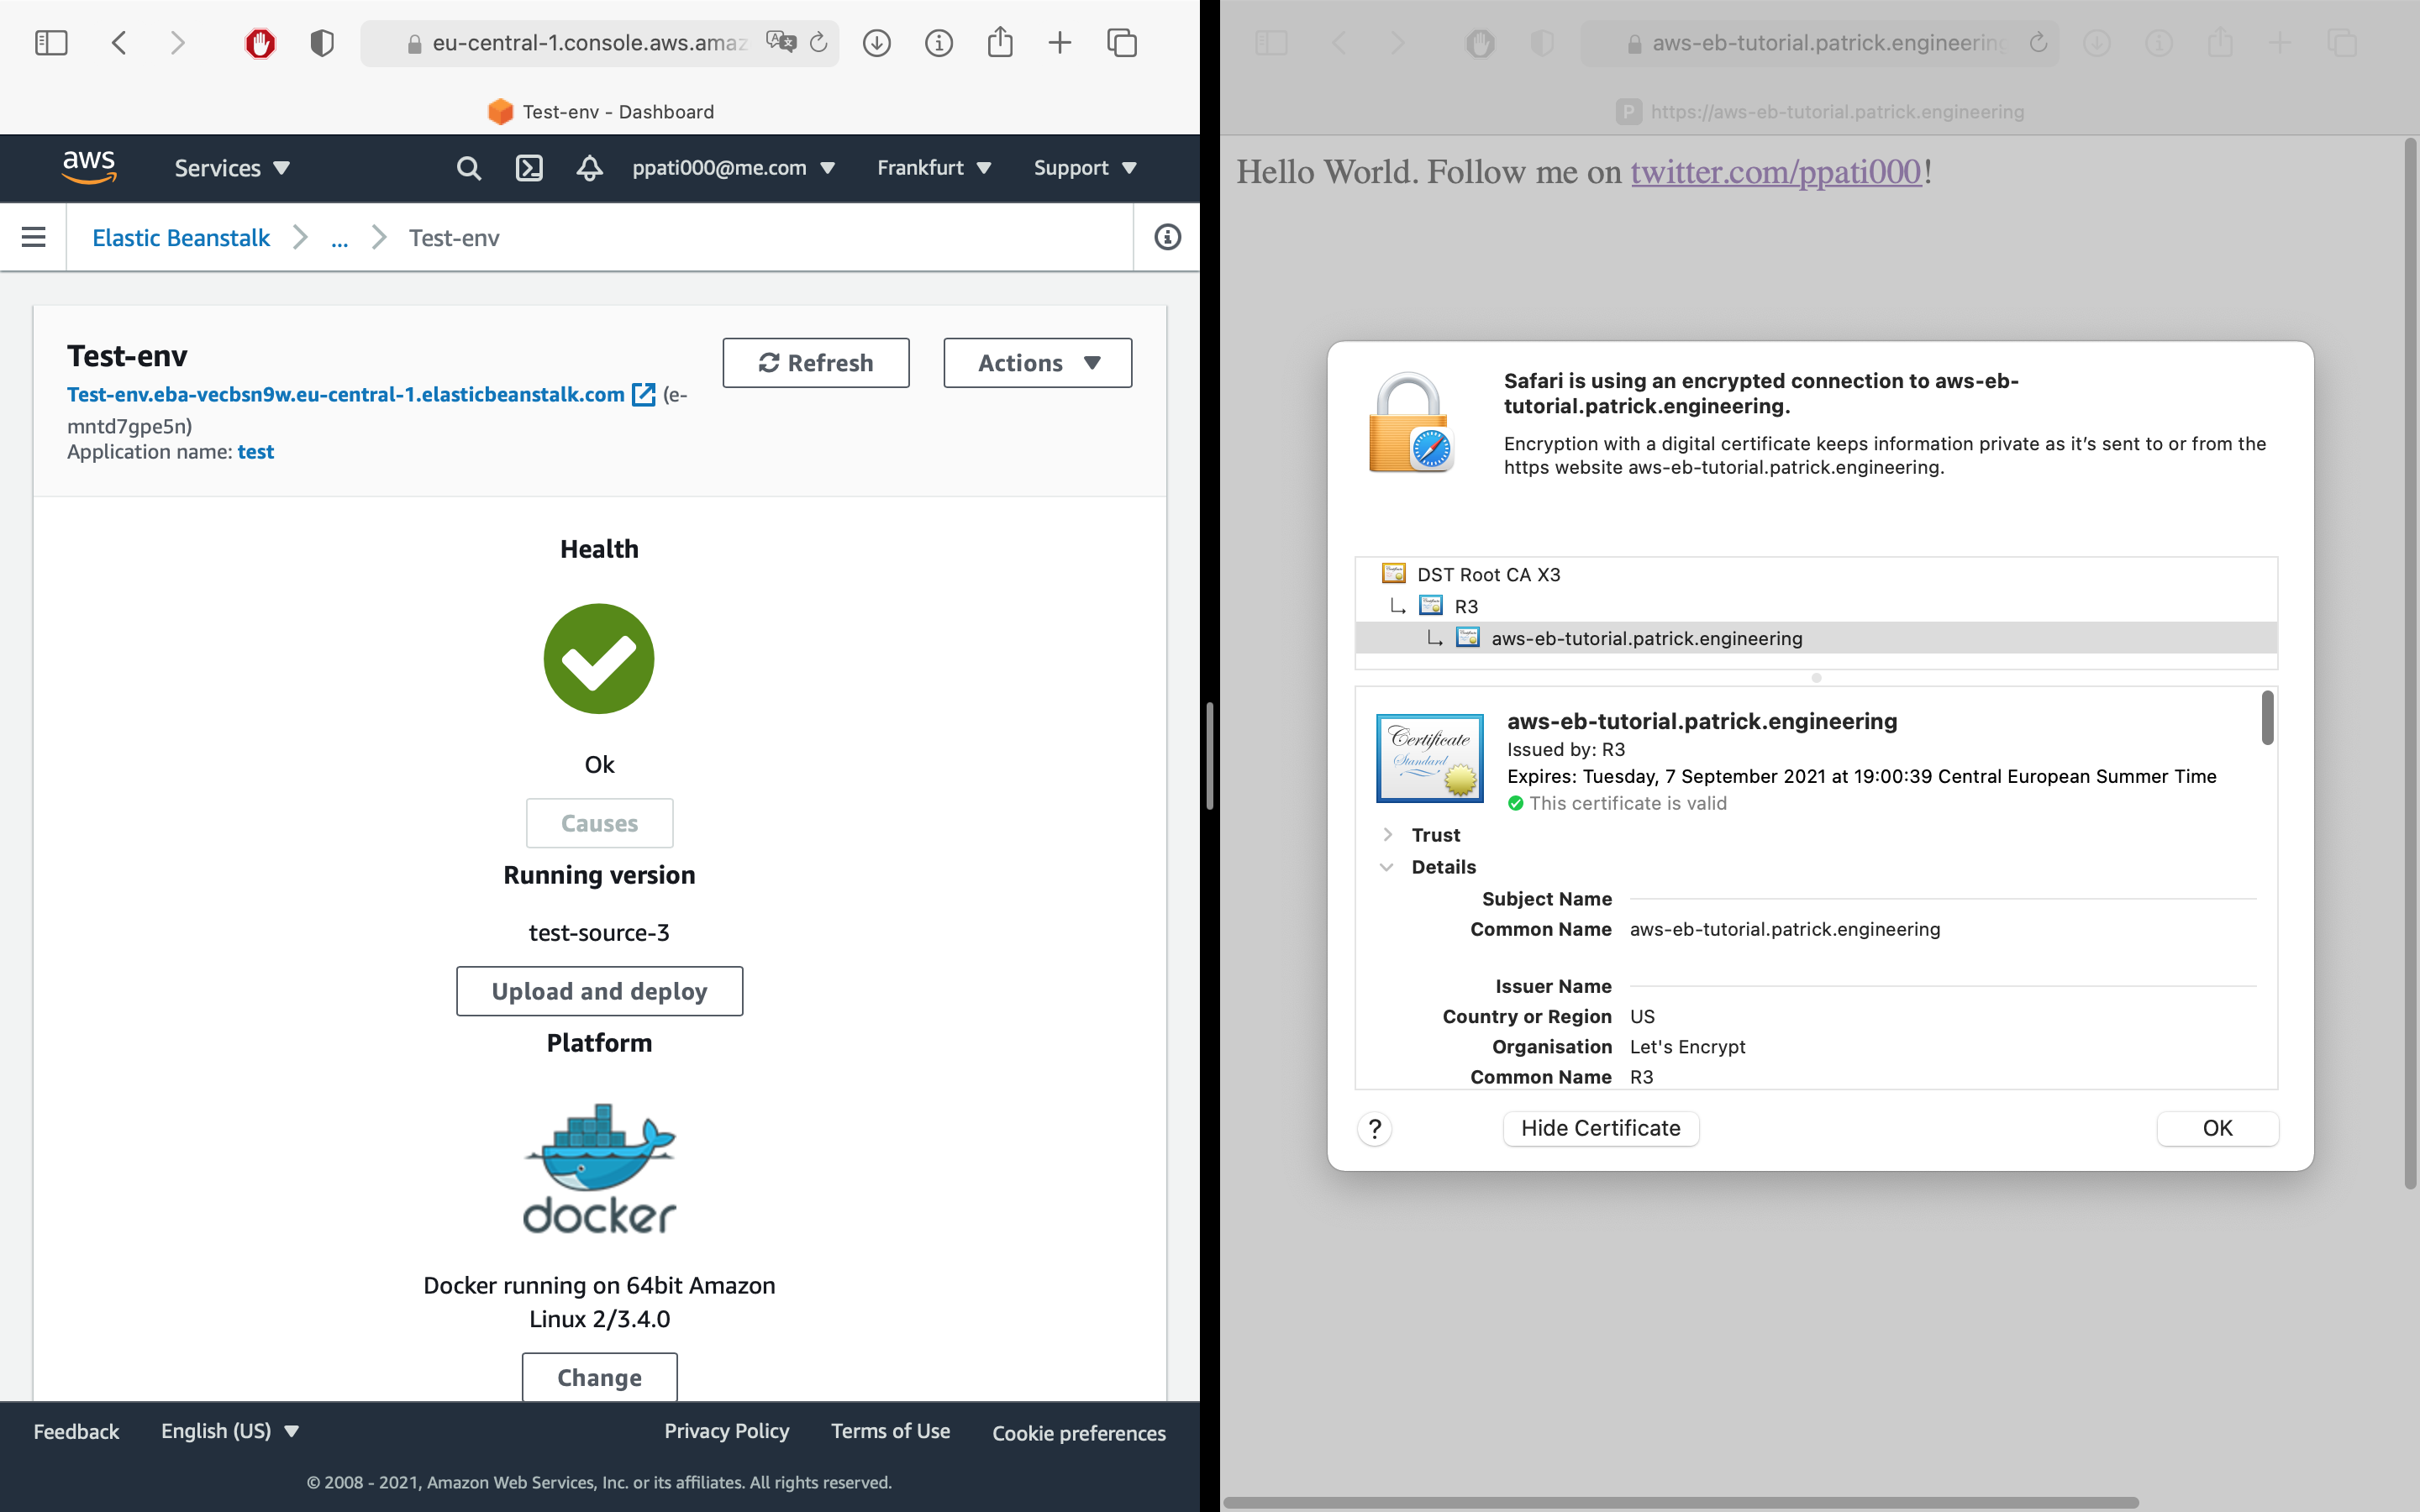 eu-central-1.console.aws.amaz
Test-env - Dashboard
aws
Services
ppati000@me.com
Frankfurt
Support
Elastic Beanstalk
...
Test-env
Test-env
Refresh
Actions
Test-env.eba-vecbsn9w.eu-central-1.elasticbeanstalk.com (e-
mntd7gpe5n)
Application name: test
Health
Ok
Causes
Running version
test-source-3
Upload and deploy
Platform
docker
Docker running on 64bit Amazon
Linux 2/3.4.0
Change
Feedback
English (US)
Privacy Policy
Terms of Use
Cookie preferences
© 2008 - 2021, Amazon Web Services, Inc. or its affiliates. All rights reserved.
aws-eb-tutorial.patrick.engineering
P https://aws-eb-tutorial.patrick.engineering
Hello World. Follow me on twitter.com/ppati000!
Safari is using an encrypted connection to aws-eb-
tutorial.patrick.engineering.
Encryption with a digital certificate keeps information private as it’s sent to or from the
https website aws-eb-tutorial.patrick.engineering.
DST Root CA X3
R3
aws-eb-tutorial.patrick.engineering
Certificate
Standard
aws-eb-tutorial.patrick.engineering
Issued by: R3
Expires: Tuesday, 7 September 2021 at 19:00:39 Central European Summer Time
This certificate is valid
Trust
Details
Subject Name
Common Name aws-eb-tutorial.patrick.engineering
Issuer Name
Country or Region US
Organisation Let's Encrypt
Common Name R3
?
Hide Certificate
OK